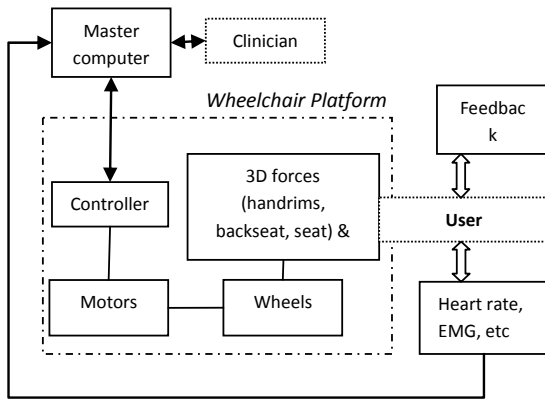 Master
computer
Clinician
Wheelchair Platform
Feedbac
k
3D forces
(handrims,
backseat, seat) &
Controller
User
Motors
Wheels
Heart rate,
EMG, etc